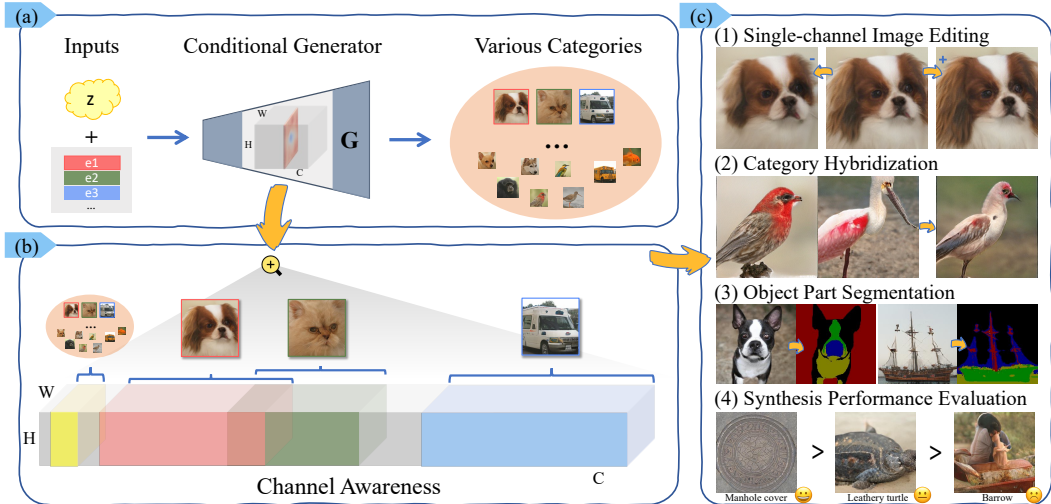 (a)
Inputs
Conditional Generator
Various Categories
z
+
e1
e2
e3
...
W
H
C
G
...
(b)
+
...
W
H
C
Channel Awareness
(c)
(1) Single-channel Image Editing
- +
(2) Category Hybridization
(3) Object Part Segmentation
(4) Synthesis Performance Evaluation
> >
Manhole cover Leathery turtle Barrow